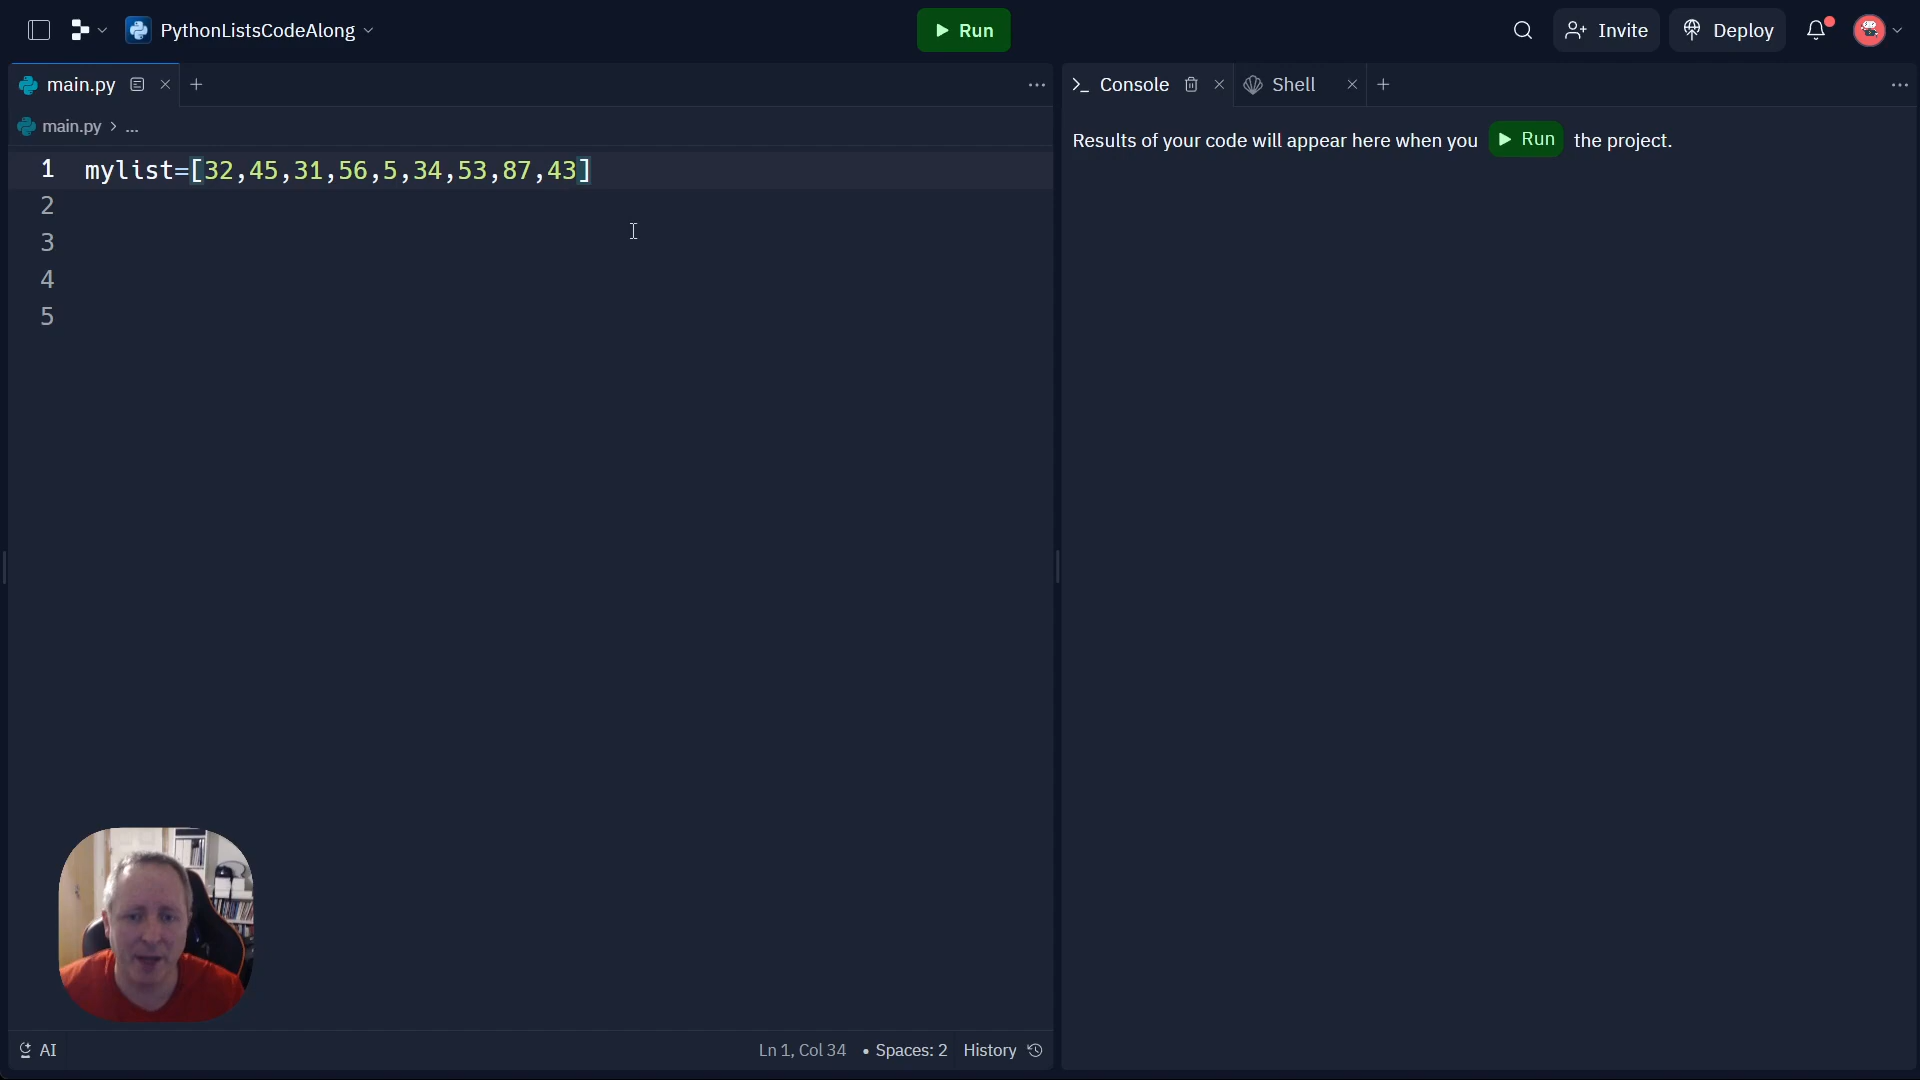 PythonListsCodeAlong
Run
Invite
Deploy
main.py
Console
Shell
main.py > ...
Results of your code will appear here when you Run the project.
1 mylist=[32,45,31,56,5,34,53,87,43]
2
3
4
5
AI
Ln 1, Col 34 • Spaces: 2 History